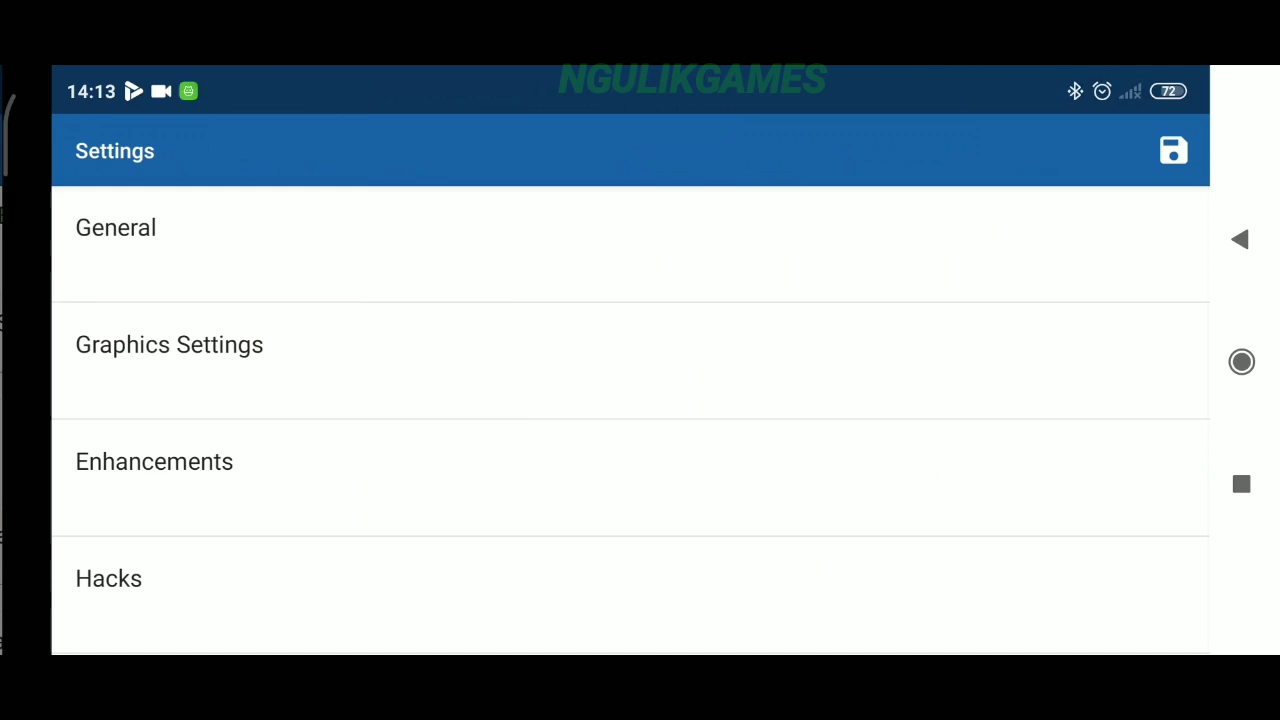 NGULIKGAMES
14:13
72
Settings
General
Graphics Settings
Enhancements
Hacks